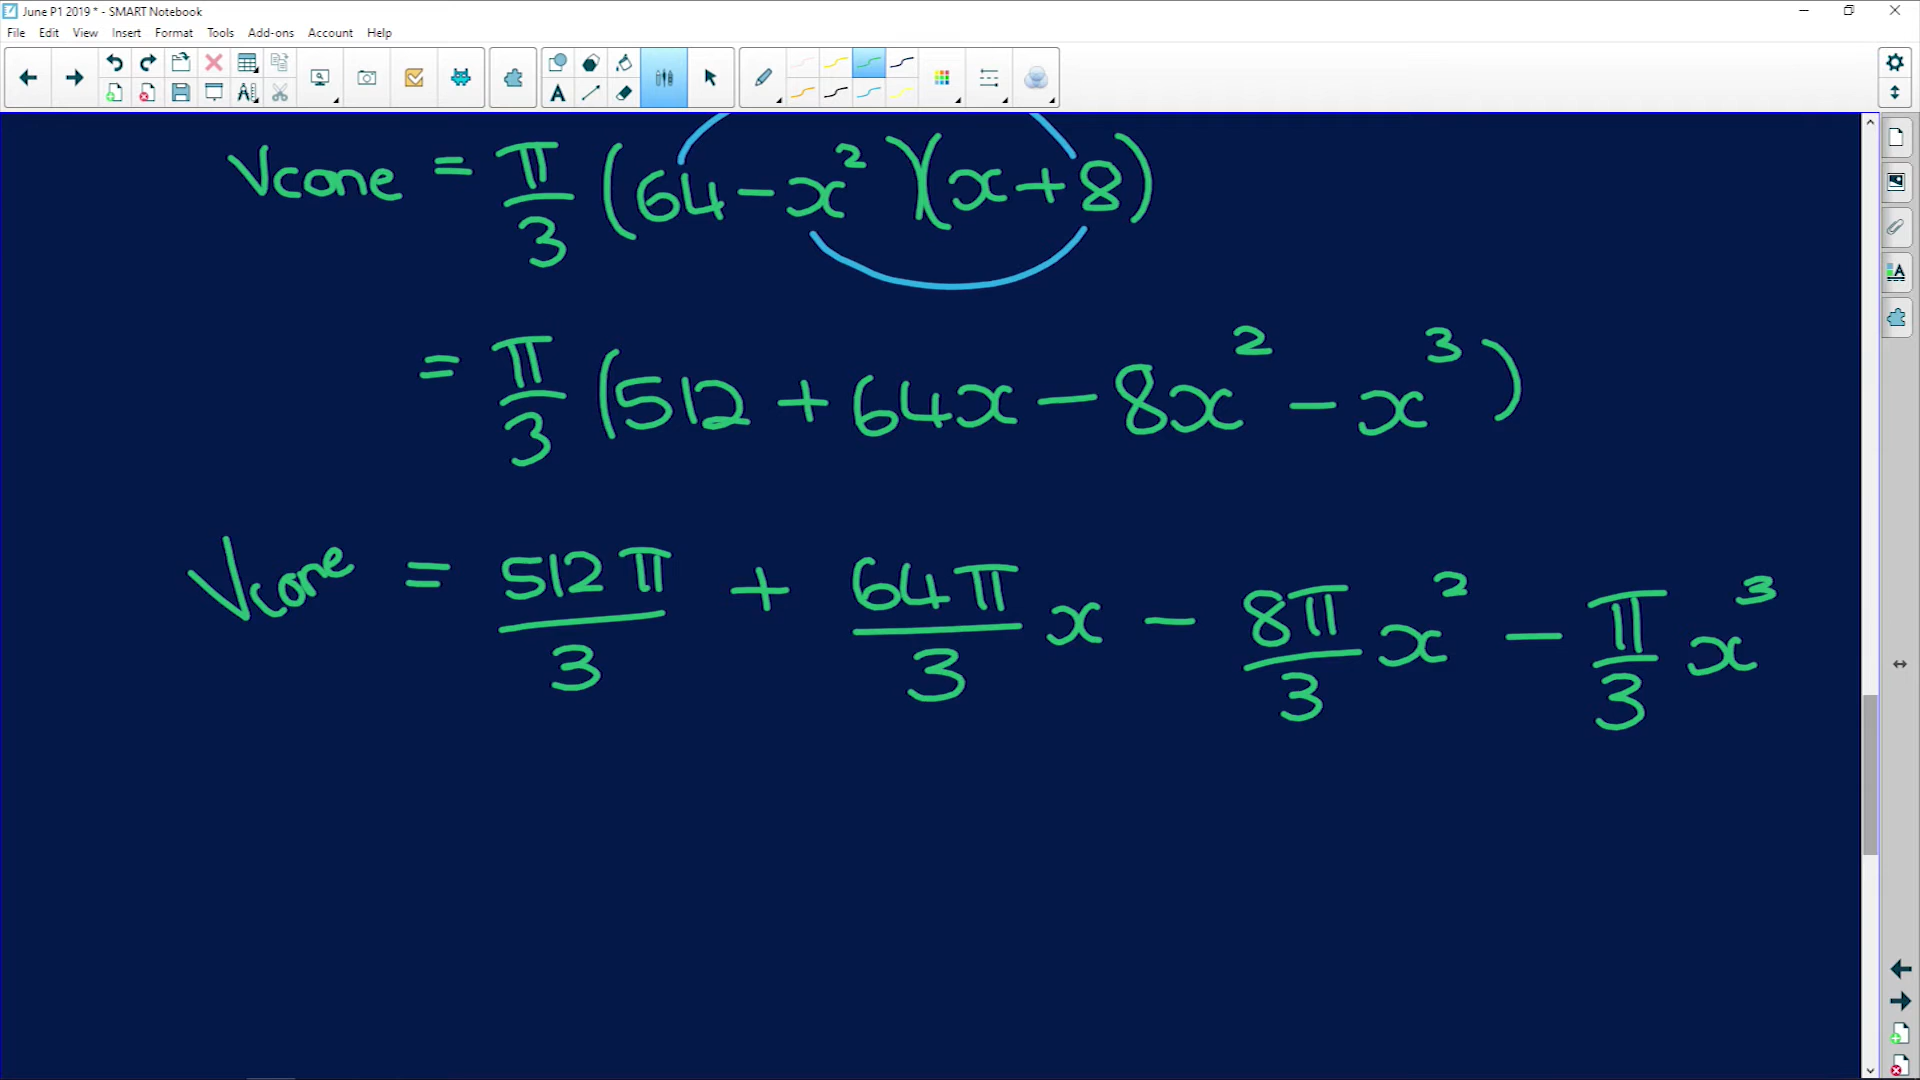 June P1 2019 * - SMART Notebook
File Edit View Insert Format Tools Add-ons Account Help
Vcone = π/3 (64 - x²)(x + 8)
= π/3 (512 + 64x - 8x² - x³)
Vcone = 512π/3 + 64π/3 x - 8π/3 x² - π/3 x³